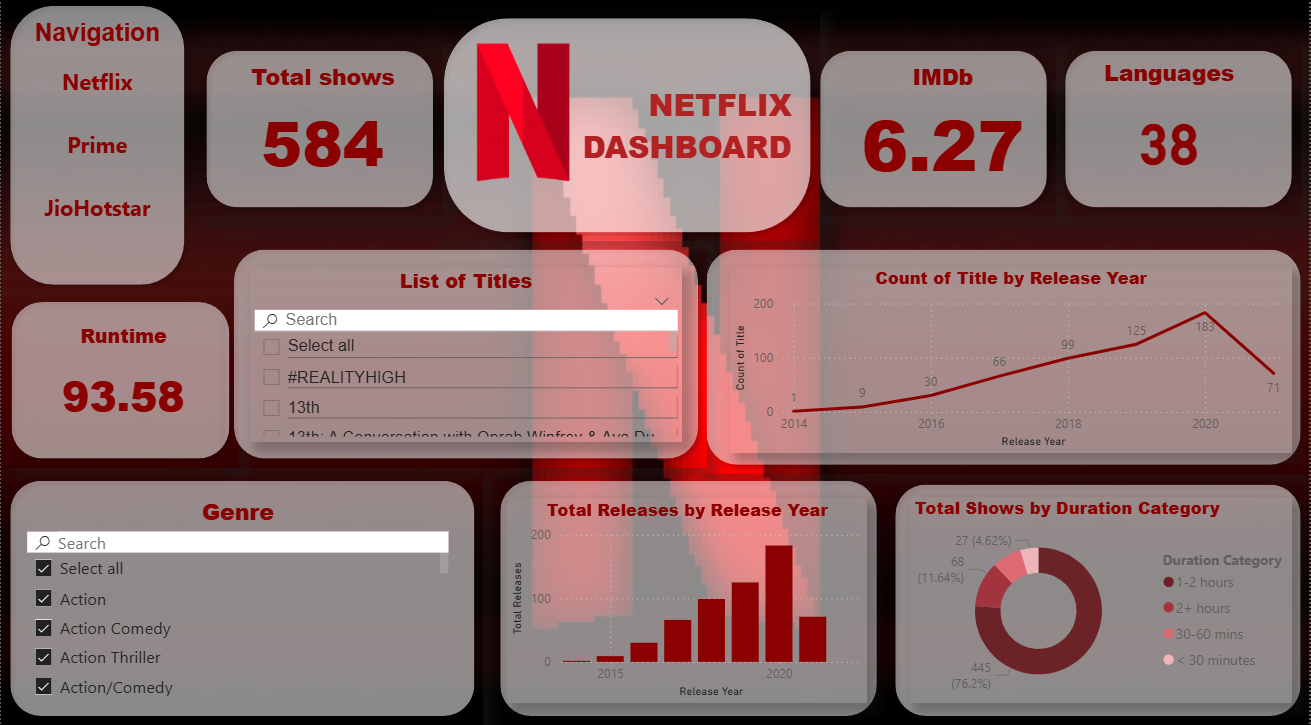 Navigation
Netflix
Prime
JioHotstar
Total shows
584
NETFLIX
DASHBOARD
IMDb
6.27
Languages
38
Runtime
93.58
List of Titles
Search
Select all
#REALITYHIGH
13th
13th: A Conversation with Oprah Winfrey & Ava Du
Count of Title by Release Year
Count of Title
200
100
0
1
9
30
66
99
125
183
71
2014
2016
2018
2020
Release Year
Genre
Search
Select all
Action
Action Comedy
Action Thriller
Action/Comedy
Total Releases by Release Year
Total Releases
200
100
0
2015
2020
Release Year
Total Shows by Duration Category
27 (4.62%)
68
(11.64%)
445
(76.2%)
Duration Category
1-2 hours
2+ hours
30-60 mins
< 30 minutes